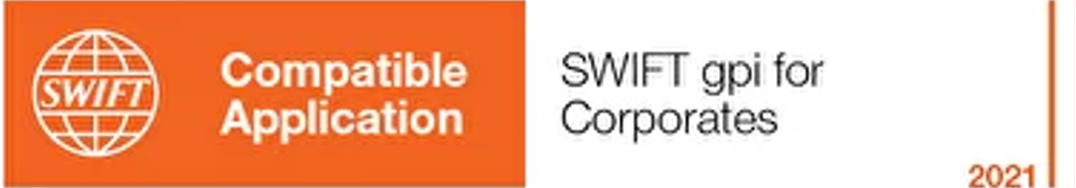 SWIFT
Compatible
Application
SWIFT gpi for
Corporates
2021